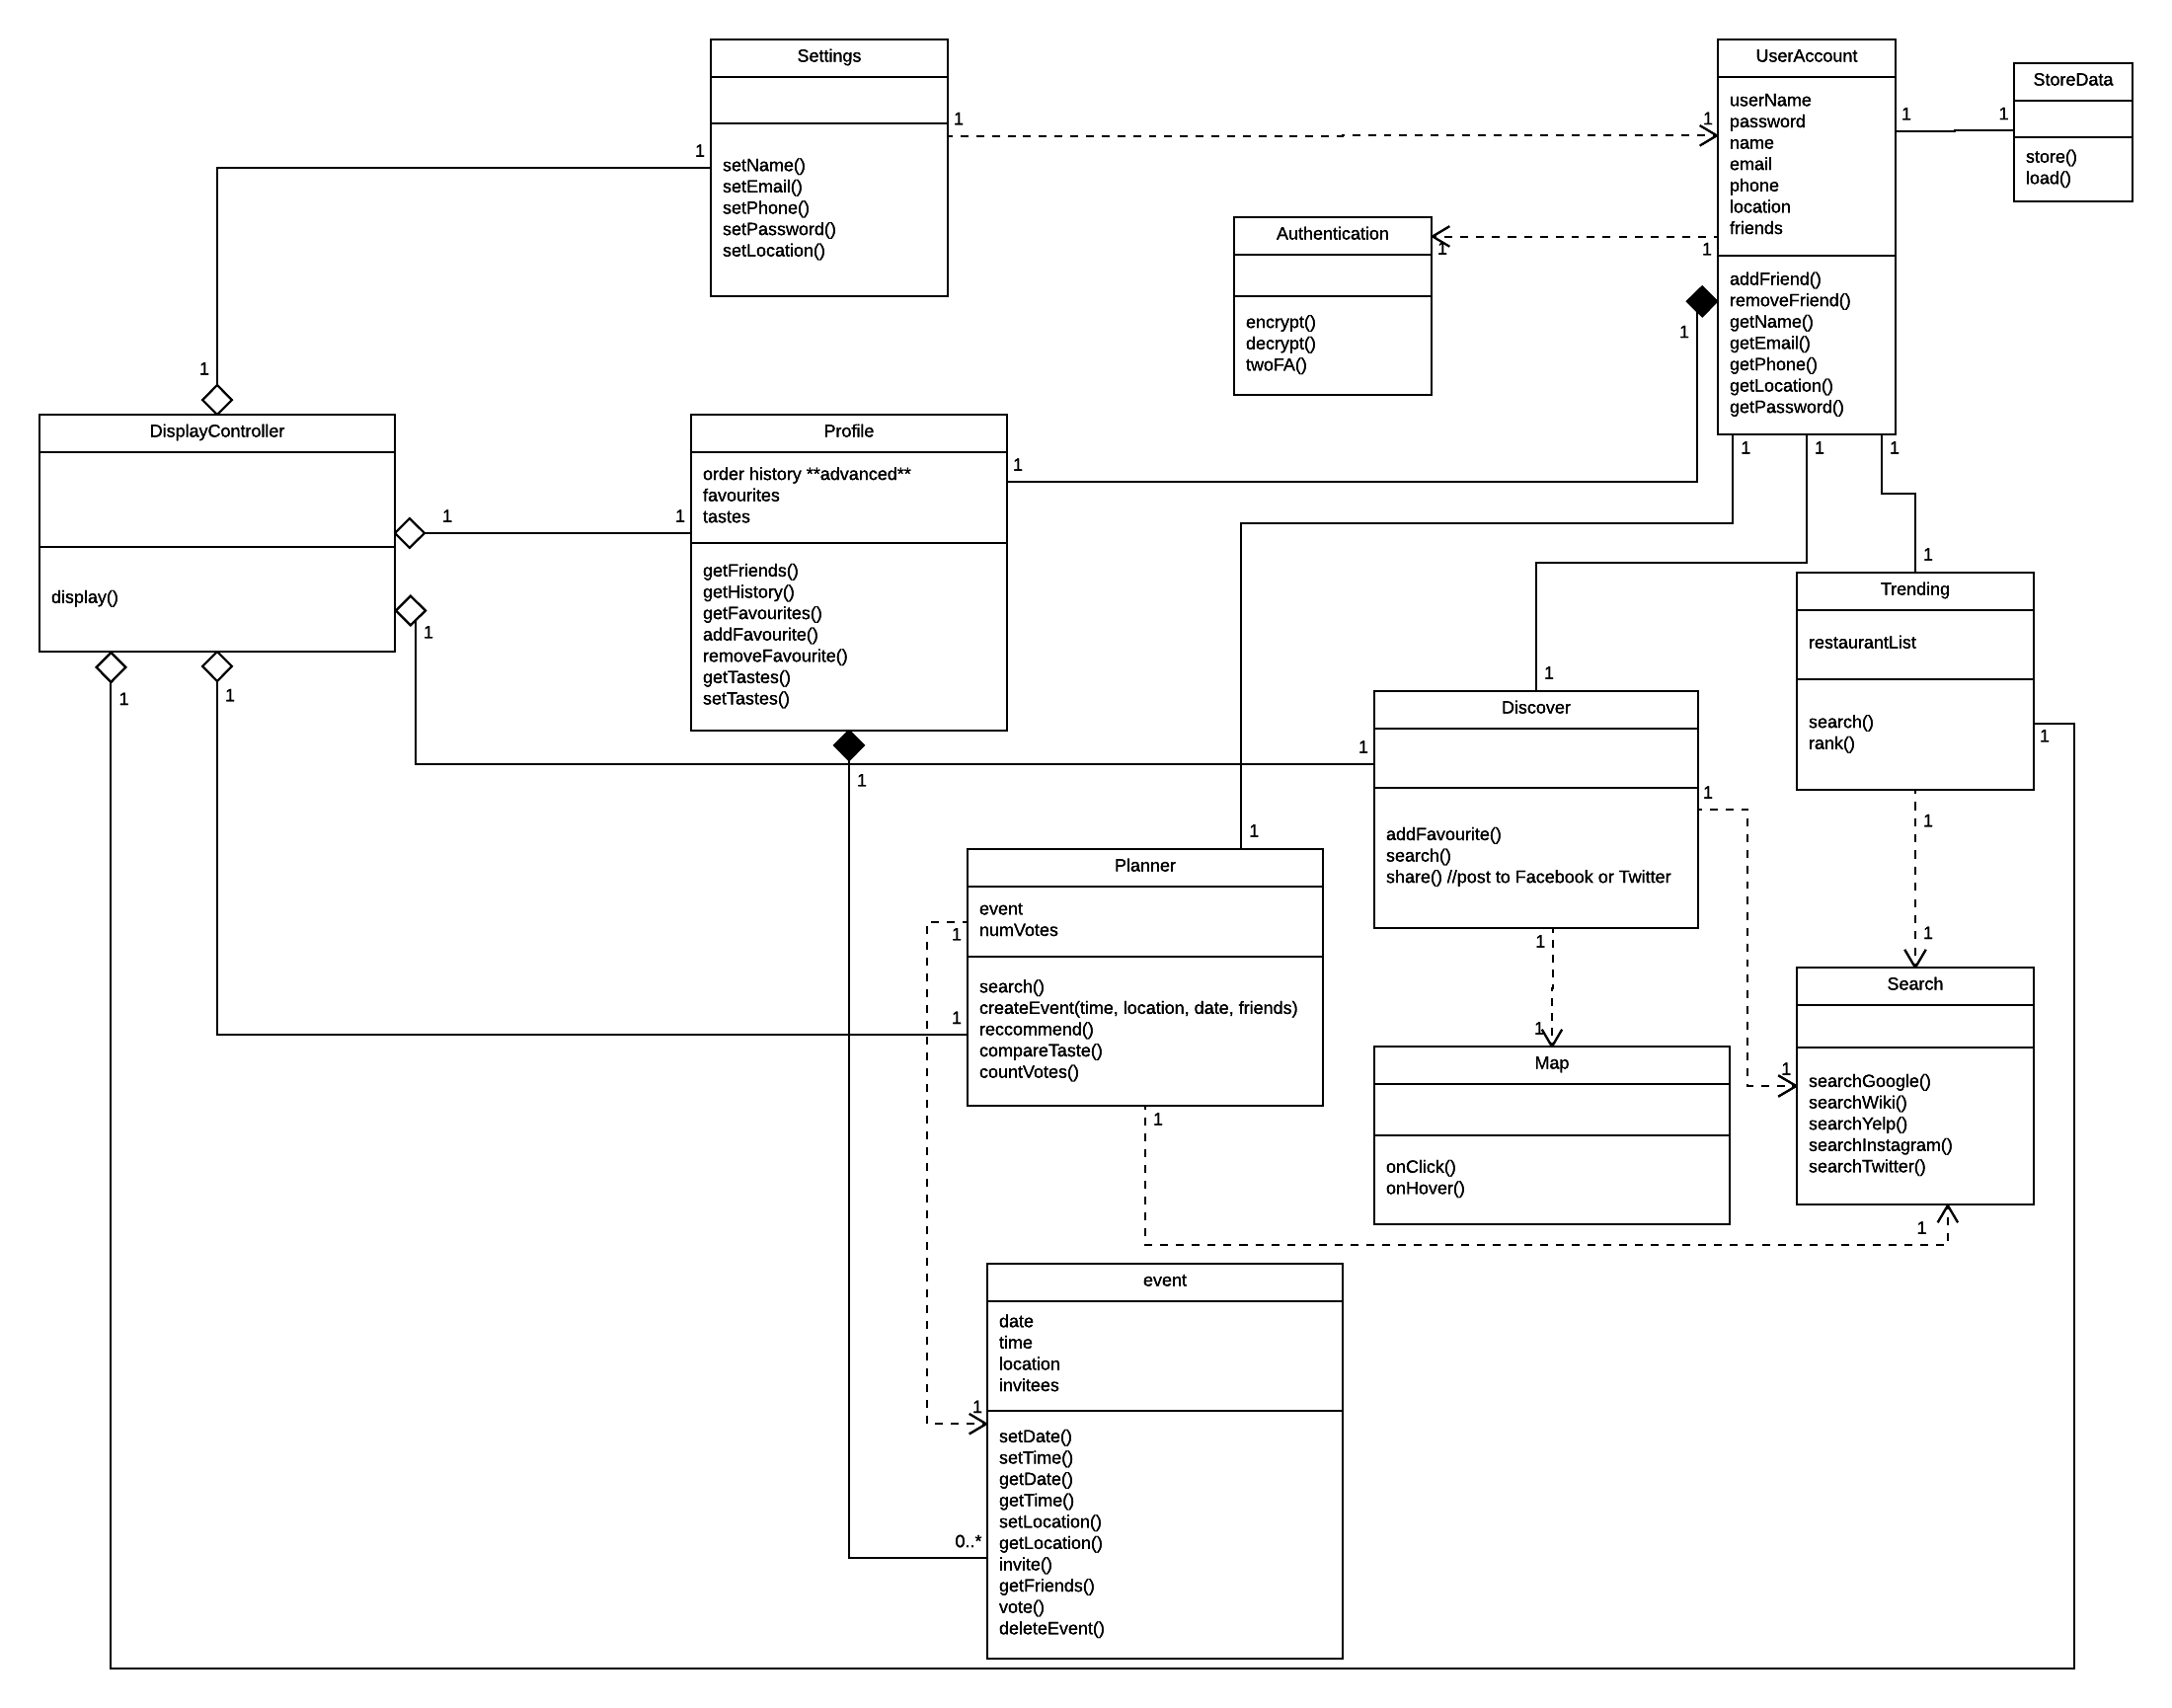 Settings
setName()
setEmail()
setPhone()
setPassword()
setLocation()
1
1
1
1
UserAccount
userName
password
name
email
phone
location
friends
addFriend()
removeFriend()
getName()
getEmail()
getPhone()
getLocation()
getPassword()
1
1
StoreData
store()
load()
Authentication
encrypt()
decrypt()
twoFA()
1
1
1
1
DisplayController
display()
1
1
1
1
1
Profile
order history **advanced**
favourites
tastes
getFriends()
getHistory()
getFavourites()
addFavourite()
removeFavourite()
getTastes()
setTastes()
1
1
1
1
1
1
Trending
restaurantList
search()
rank()
1
1
1
1
Discover
addFavourite()
search()
share() //post to Facebook or Twitter
1
1
1
1
Planner
event
numVotes
search()
createEvent(time, location, date, friends)
reccommend()
compareTaste()
countVotes()
1
1
1
1
1
Map
onClick()
onHover()
1
Search
searchGoogle()
searchWiki()
searchYelp()
searchInstagram()
searchTwitter()
1
event
date
time
location
invitees
setDate()
setTime()
getDate()
getTime()
setLocation()
getLocation()
invite()
getFriends()
vote()
deleteEvent()
1
0..*